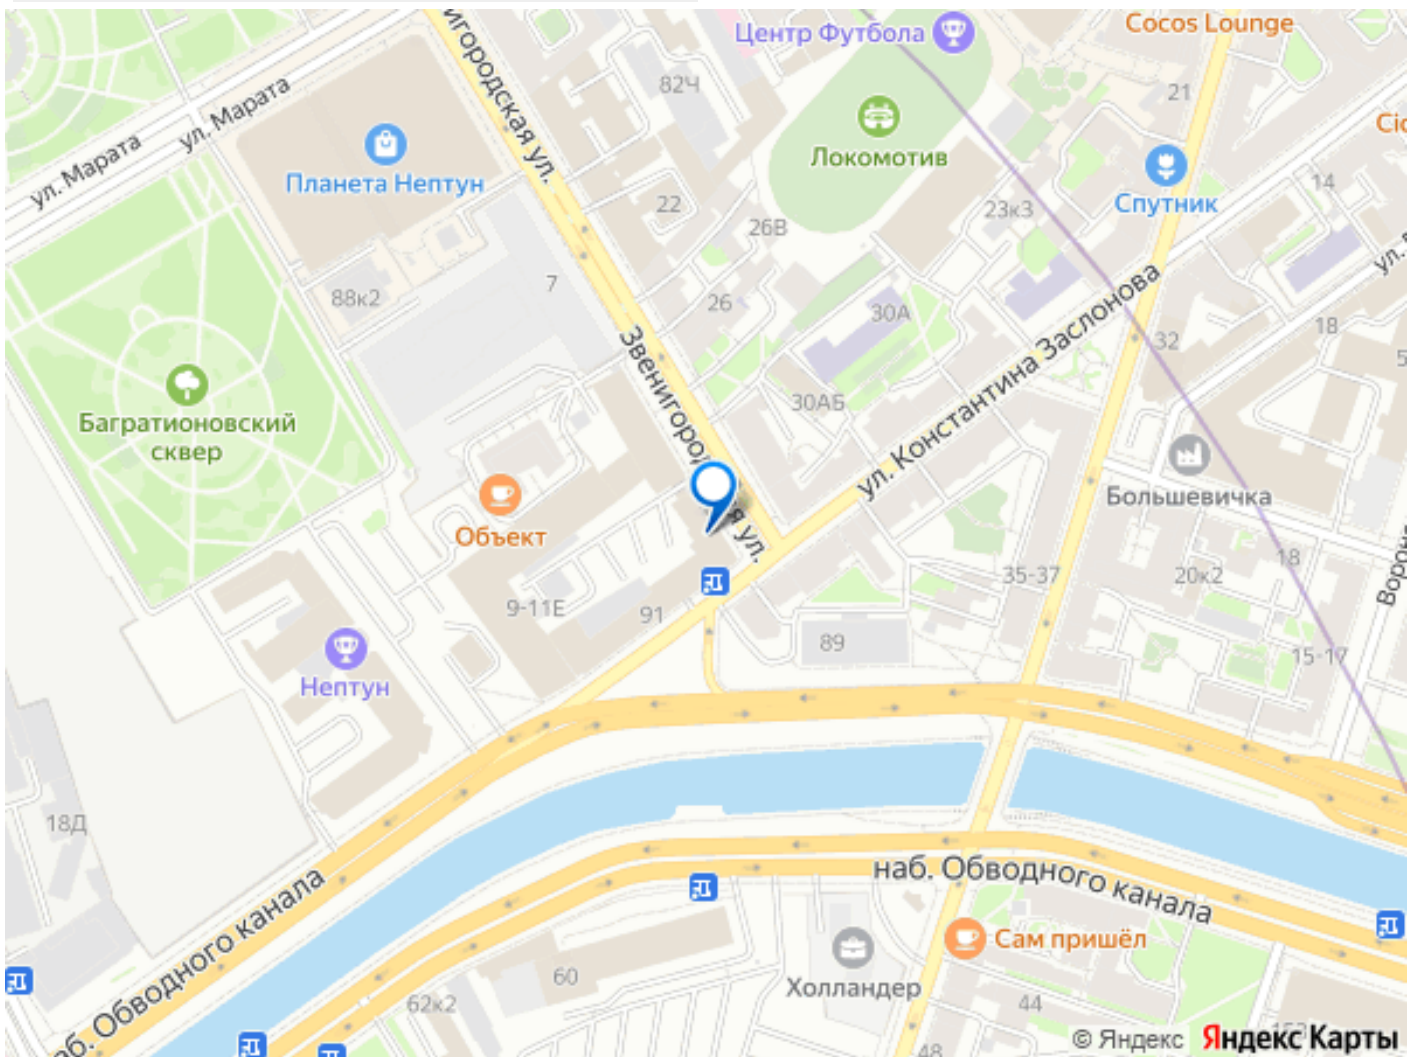 Центр Футбола
Cocos Lounge
игородская ул.
82Ч
21
ул. Марата
ул. Марата
Планета Нептун
Локомотив
Спутник
14
22
26В
23к3
ул.
7
88к2
26
30А
ул. Константина Заслонова
32
18
Звенигородская ул.
30АБ
Багратионовский
сквер
Объект
Большевичка
9-11Е
91
35-37
20к2
18
89
15-17
Нептун
18Д
наб. Обводного канала
наб. Обводного канала
Сам пришёл
60
Холландер
62к2
44
48
© Яндекс Яндекс Карты